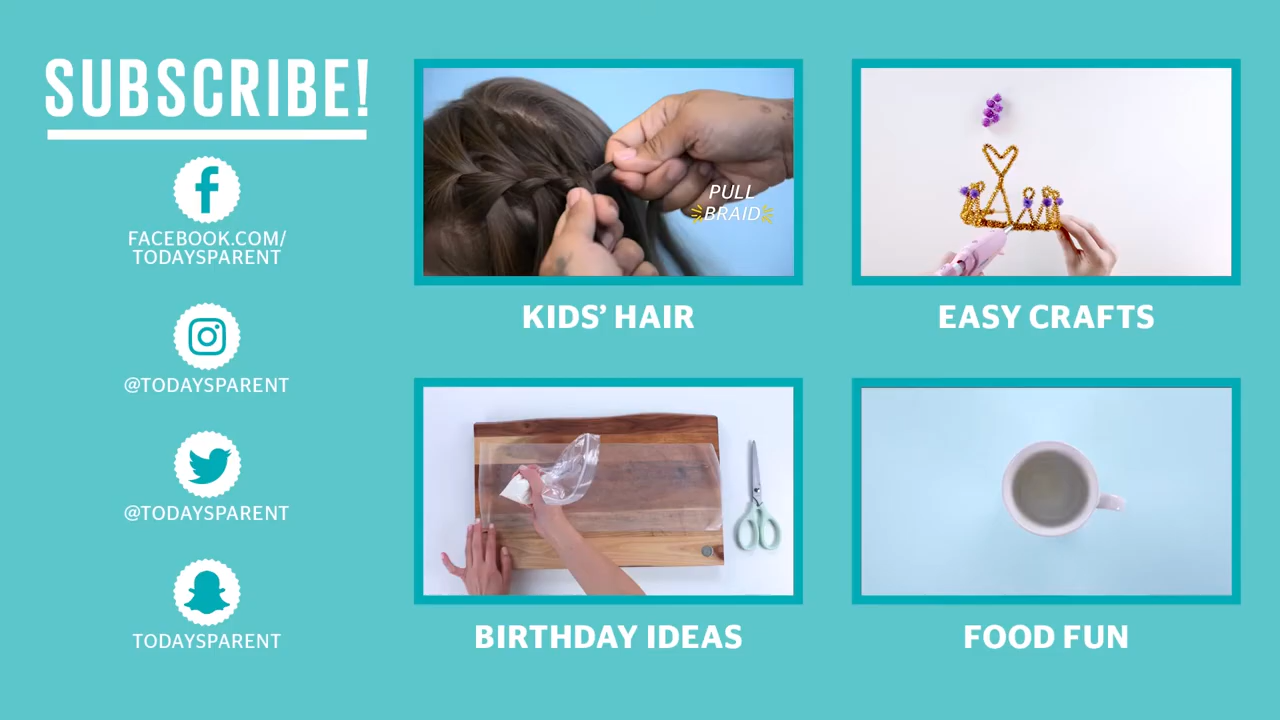 SUBSCRIBE!
FACEBOOK.COM/
TODAYSPARENT
@TODAYSPARENT
@TODAYSPARENT
TODAYSPARENT
PULL
BRAID
KIDS’ HAIR
EASY CRAFTS
BIRTHDAY IDEAS
FOOD FUN